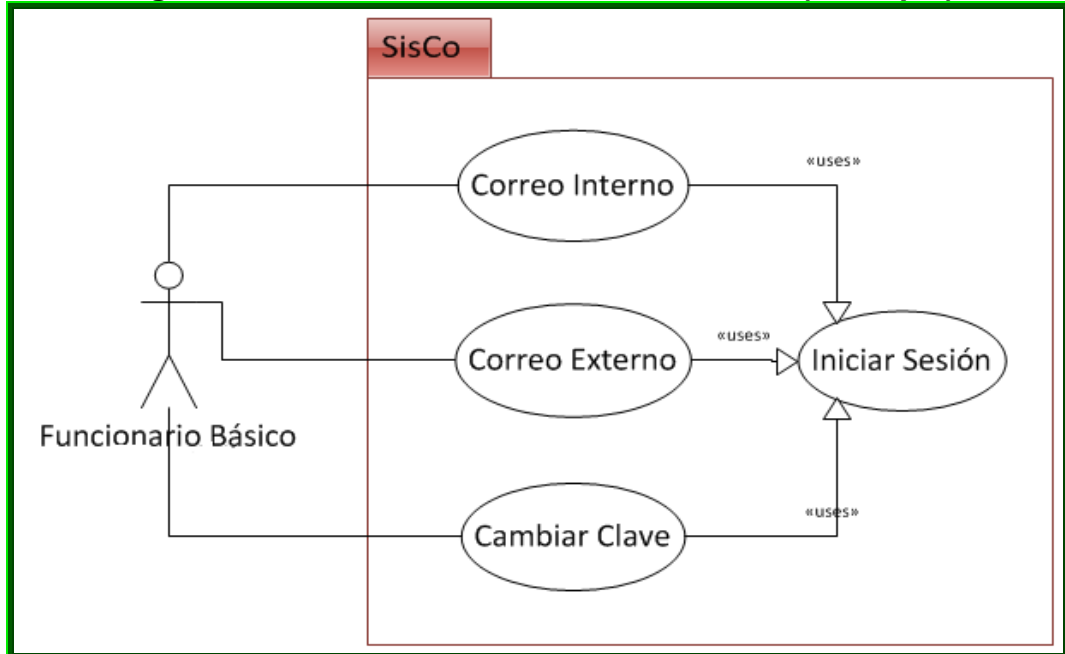 SisCo
«uses»
Correo Interno
«uses»
Correo Externo
Iniciar Sesión
Funcionario Básico
«uses»
Cambiar Clave